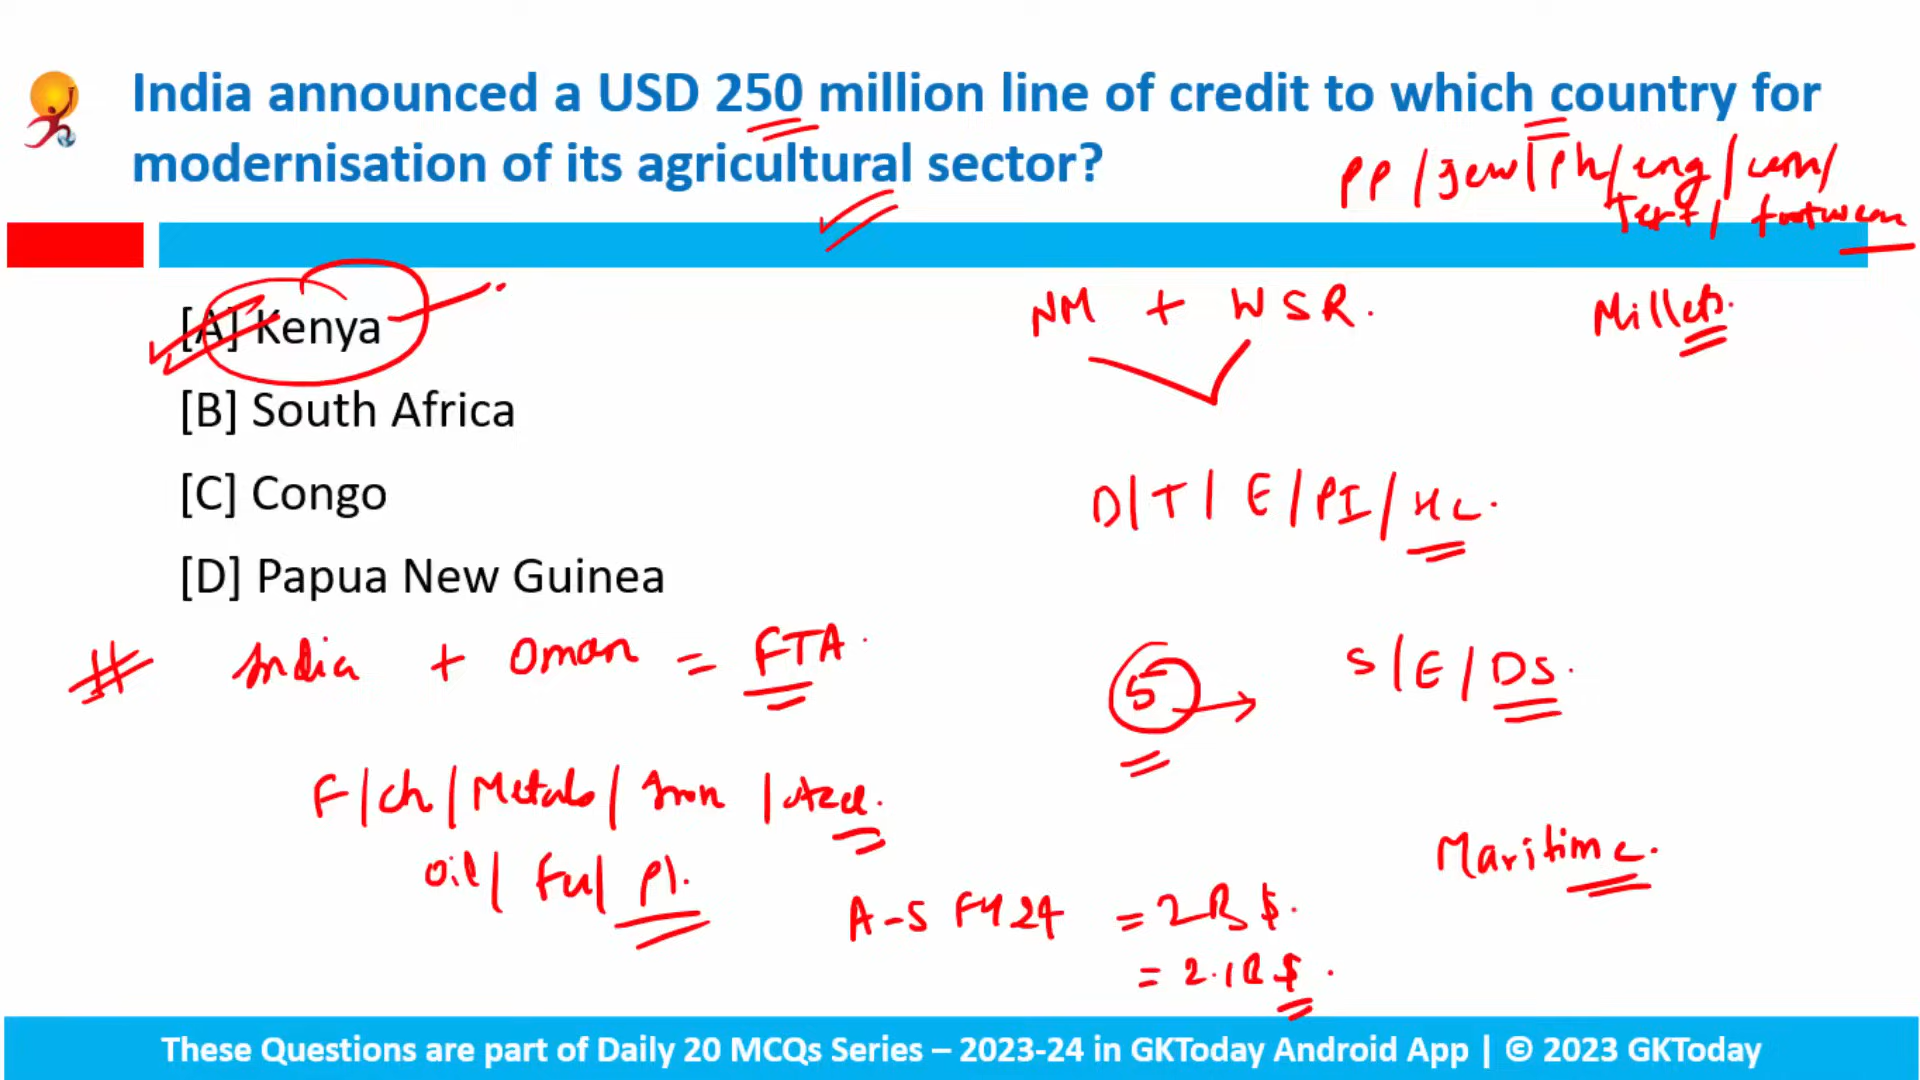 India announced a USD 250 million line of credit to which country for
modernisation of its agricultural sector?
PP / Jew / Ph / eng / cem /
Text / footwear
[A] Kenya
NM + WSR.
Millets.
[B] South Africa
[C] Congo
D / T / E / PI / HC.
[D] Papua New Guinea
# India + Oman = FTA.
5 →
S / E / DS.
F / Ch / Metals / Iron / steel.
Oil / Fu / Pl.
Maritime.
A-S FY24 = 2B $.
= 2.1B $.
These Questions are part of Daily 20 MCQs Series – 2023-24 in GKToday Android App | © 2023 GKToday